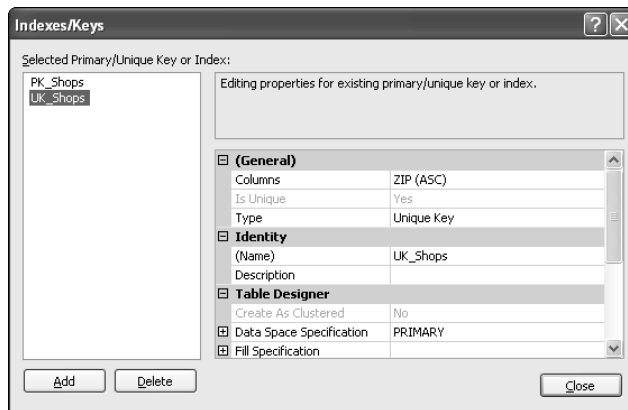 Indexes/Keys
Selected Primary/Unique Key or Index:
PK_Shops
UK_Shops
Editing properties for existing primary/unique key or index.
(General)
Columns ZIP (ASC)
Is Unique Yes
Type Unique Key
Identity
(Name) UK_Shops
Description
Table Designer
Create As Clustered No
Data Space Specification PRIMARY
Fill Specification
Add Delete Close